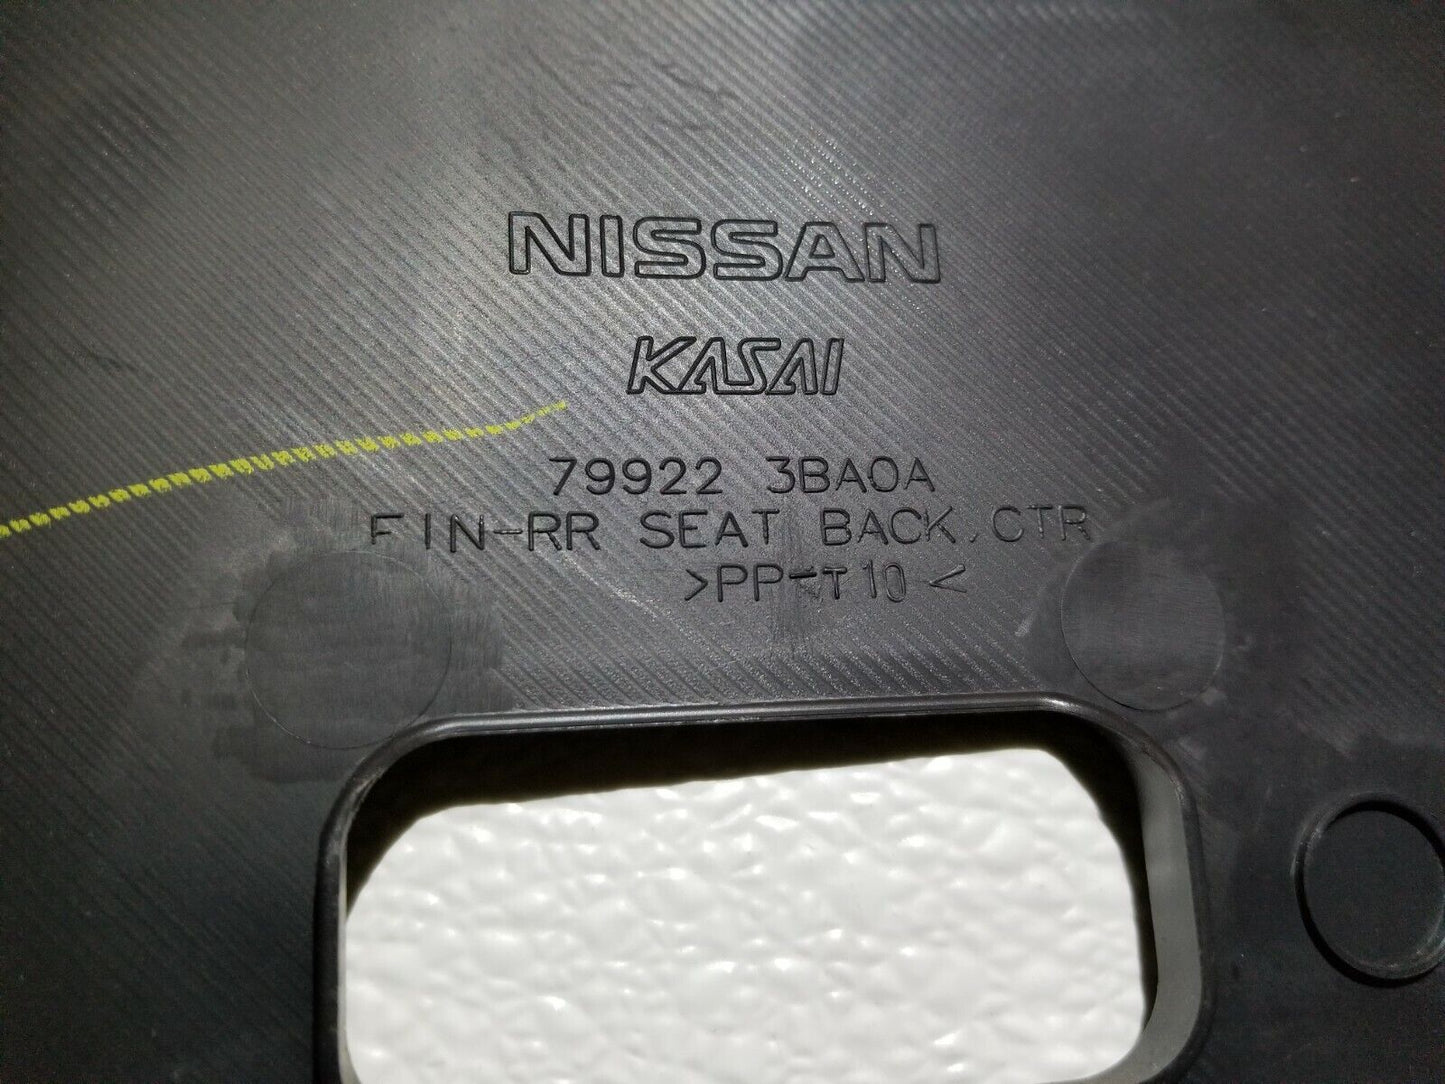 NISSAN
KASAI
79922 3BA0A
FIN-RR SEAT BACK, CTR
>PP-T10<